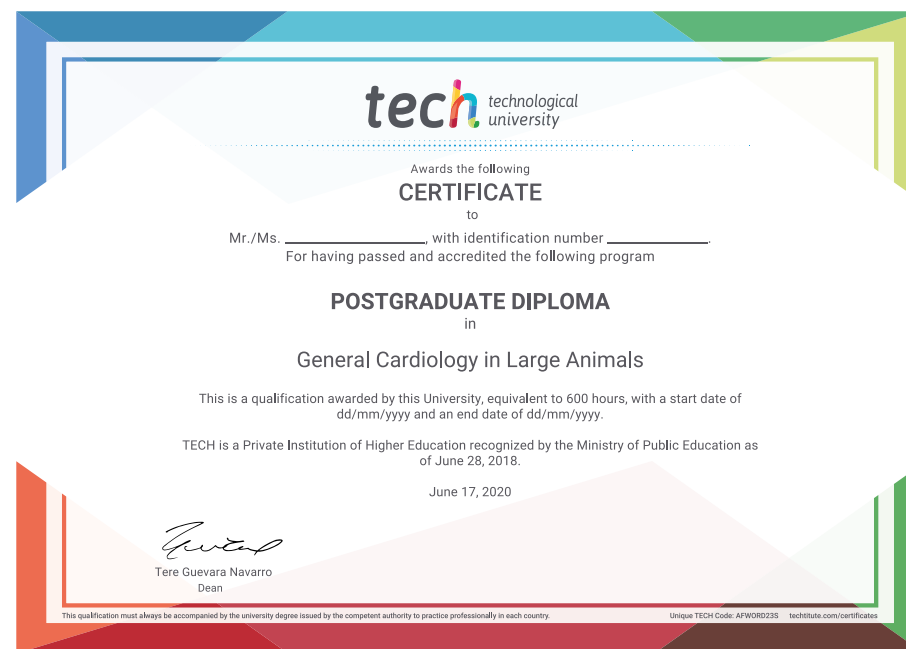 tech technological
university
Awards the following
CERTIFICATE
to
Mr./Ms. ____________________, with identification number ______________.
For having passed and accredited the following program
POSTGRADUATE DIPLOMA
in
General Cardiology in Large Animals
This is a qualification awarded by this University, equivalent to 600 hours, with a start date of
dd/mm/yyyy and an end date of dd/mm/yyyy.
TECH is a Private Institution of Higher Education recognized by the Ministry of Public Education as
of June 28, 2018.
June 17, 2020
Tere Guevara Navarro
Dean
This qualification must always be accompanied by the university degree issued by the competent authority to practice professionally in each country. Unique TECH Code: AFWORD23S techtitute.com/certificates